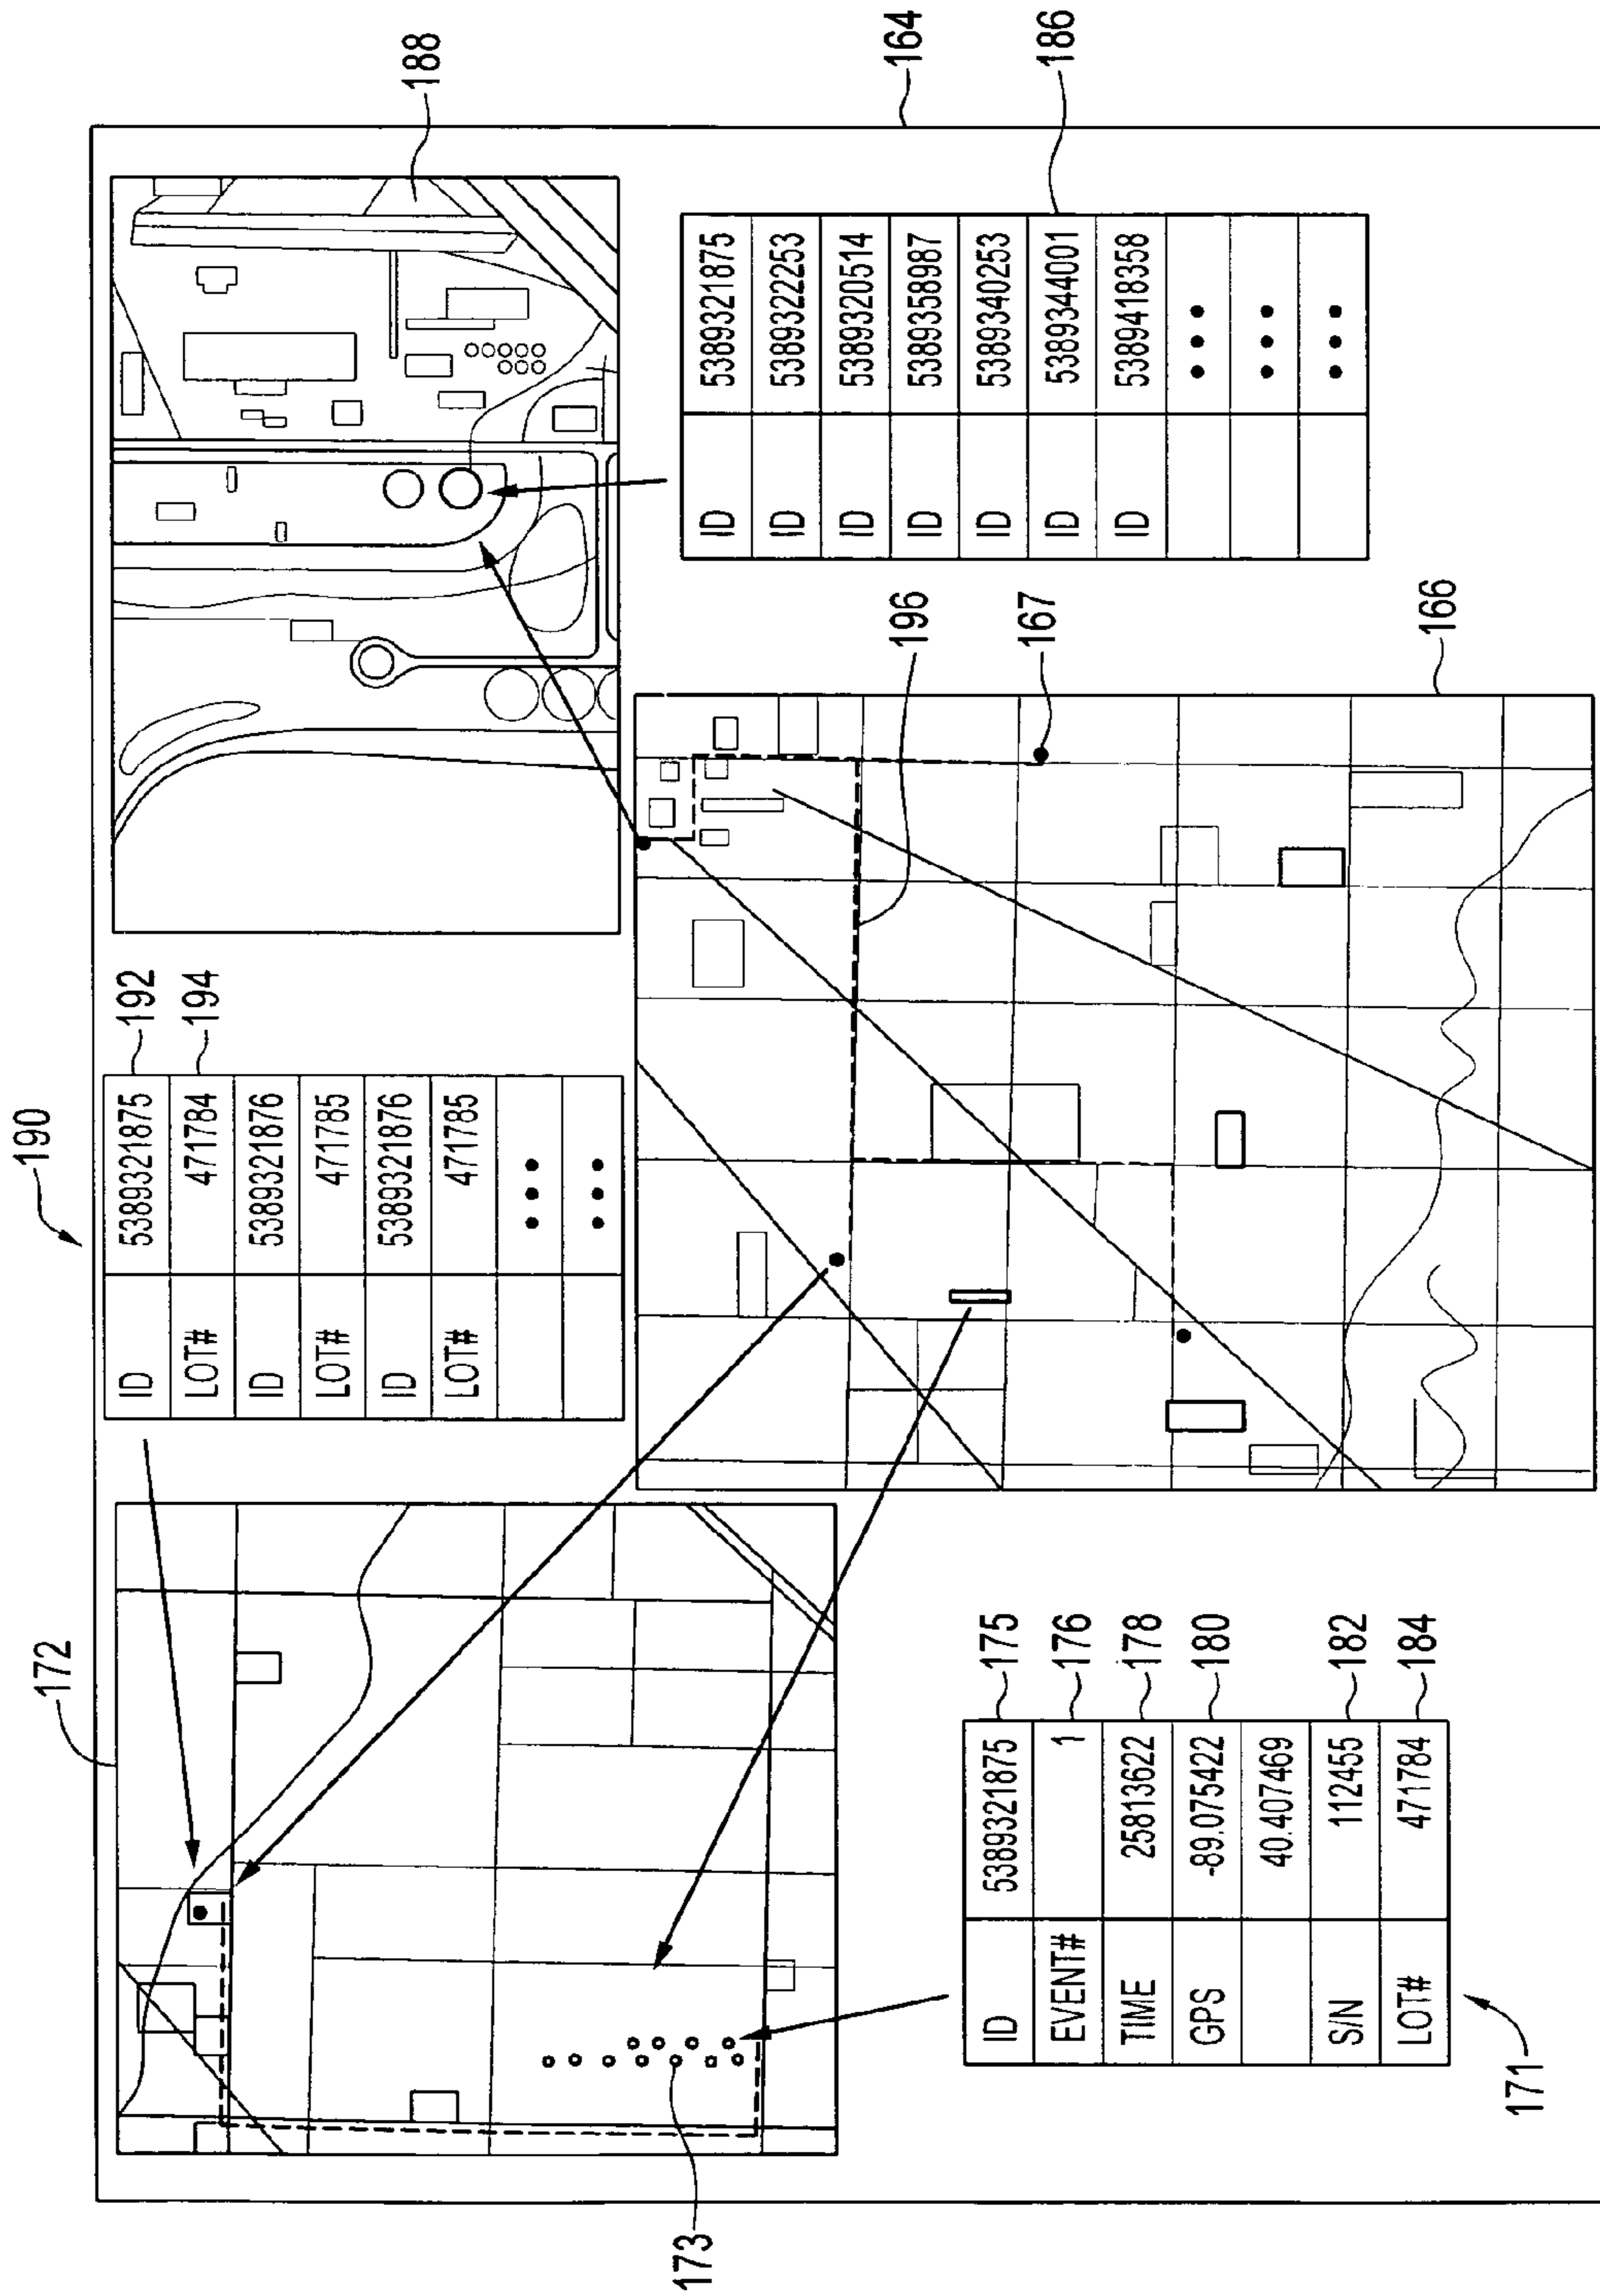 190
172
ID 5389321875 192
LOT# 471784 194
ID 5389321876
LOT# 471785
ID 5389321876
LOT# 471785
• • •
• • •
188
173
ID 5389321875
ID 5389322253
ID 5389320514
ID 5389358987
ID 5389340253
ID 5389344001 186
ID 5389418358
• • •
• • •
• • •
196
164
167
ID 5389321875 175
EVENT# 1 176
TIME 25813622 178
GPS -89.075422 180
40.407469
S/N 112455 182
LOT# 471784 184
166
171